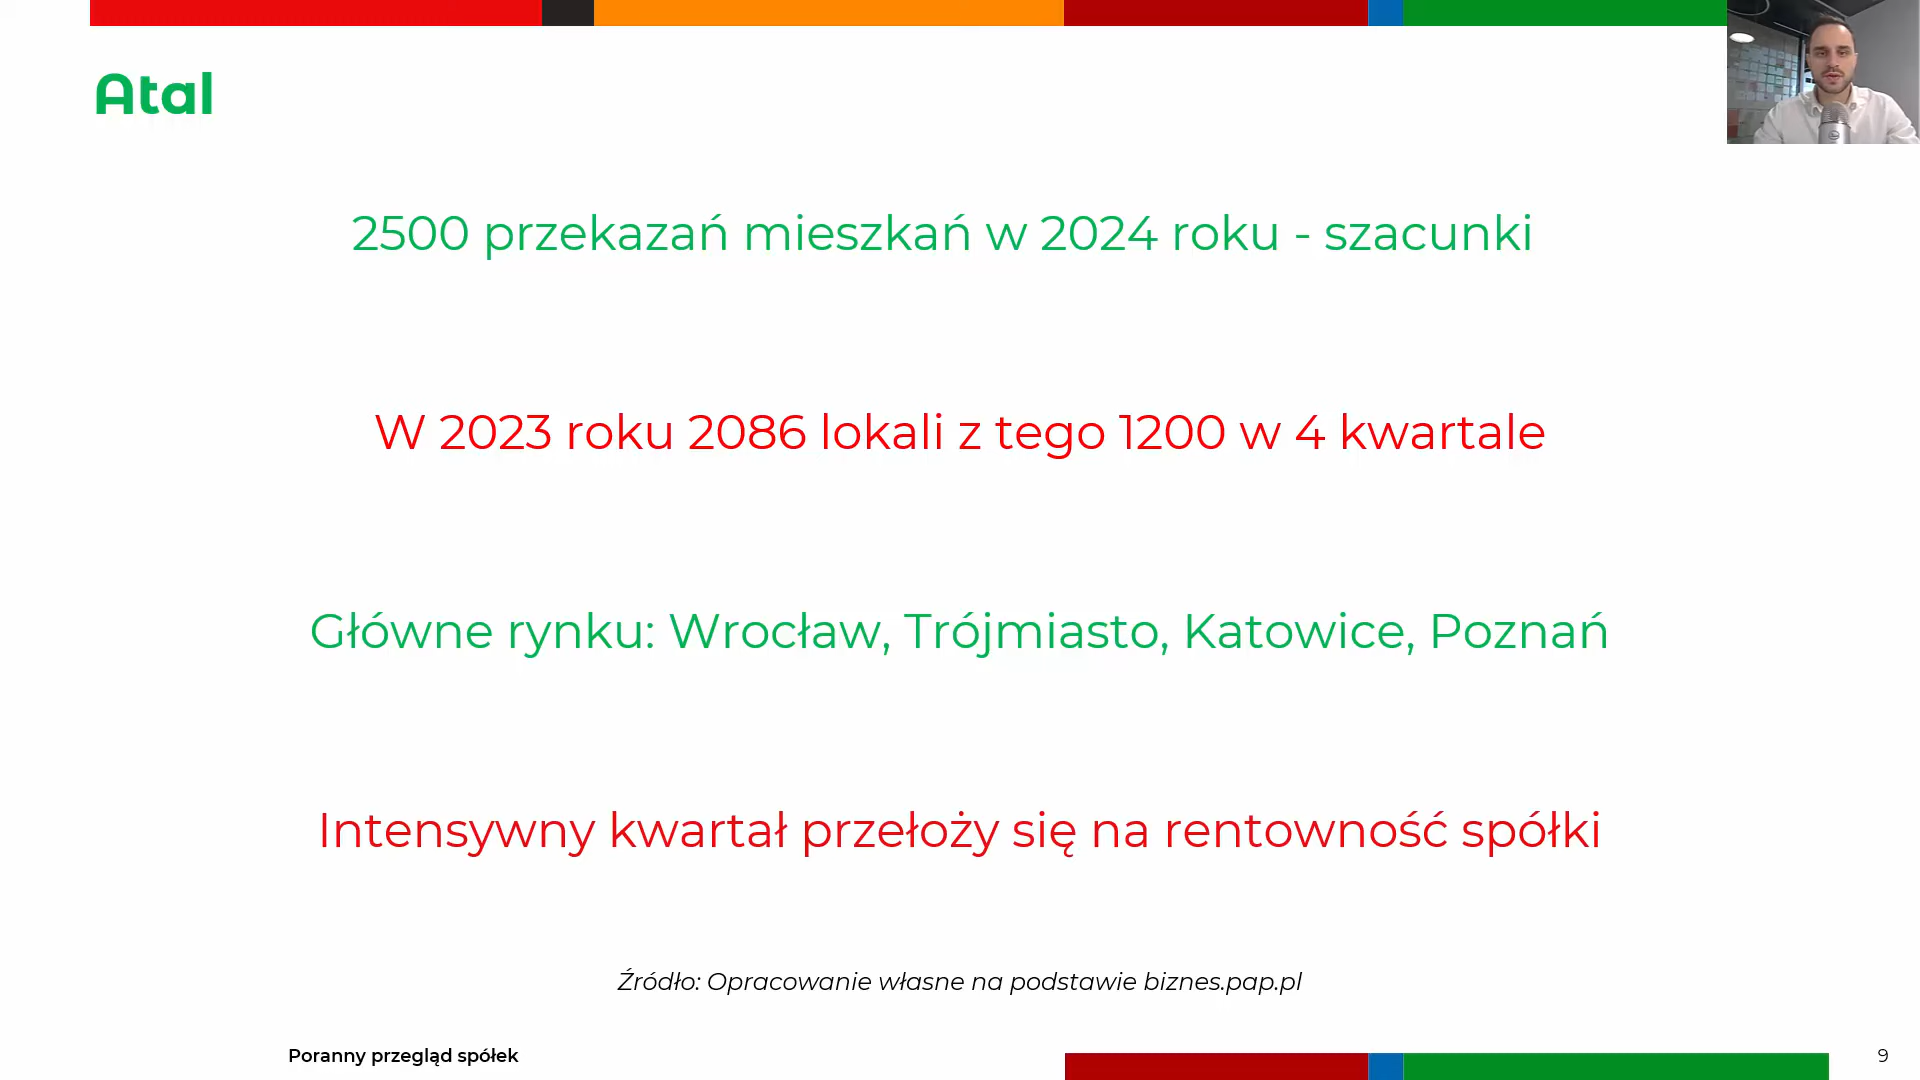 Atal
2500 przekazań mieszkań w 2024 roku - szacunki
W 2023 roku 2086 lokali z tego 1200 w 4 kwartale
Główne rynku: Wrocław, Trójmiasto, Katowice, Poznań
Intensywny kwartał przełoży się na rentowność spółki
Źródło: Opracowanie własne na podstawie biznes.pap.pl
Poranny przegląd spółek
9